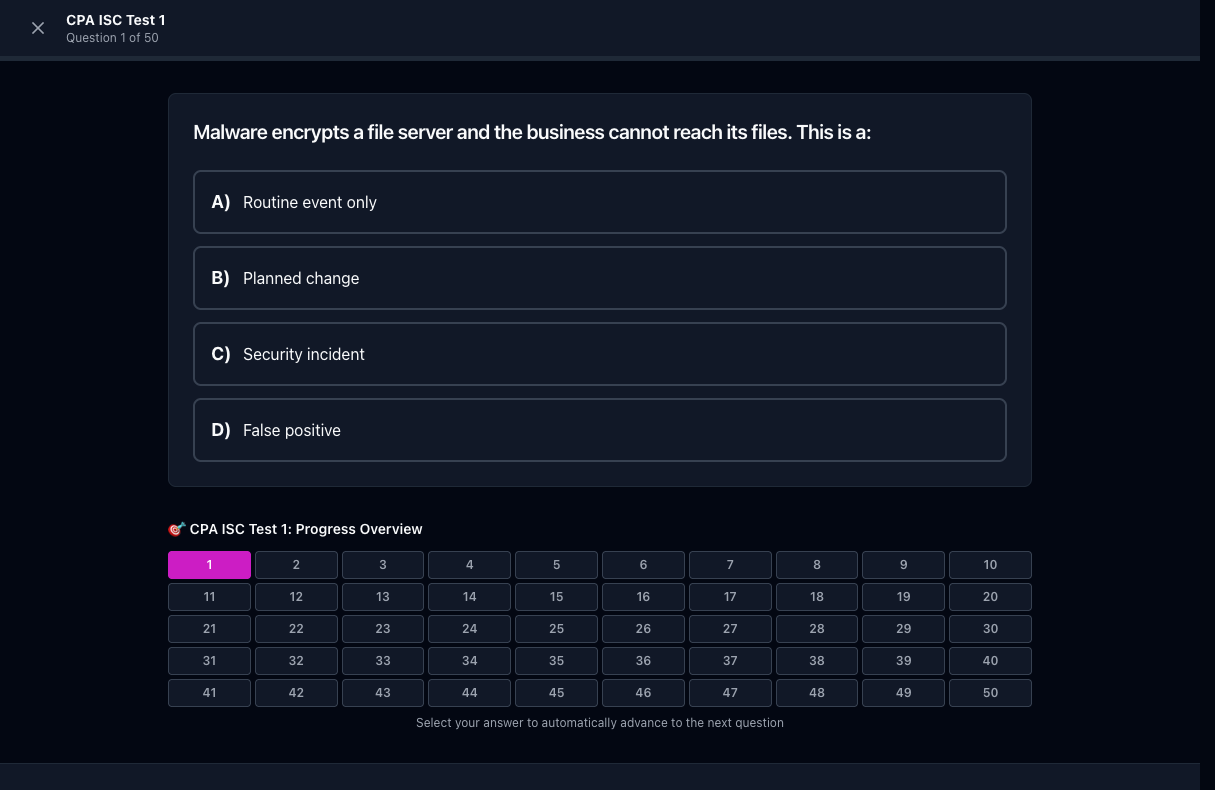 CPA ISC Test 1
Question 1 of 50
Malware encrypts a file server and the business cannot reach its files. This is a:
A) Routine event only
B) Planned change
C) Security incident
D) False positive
🎯 CPA ISC Test 1: Progress Overview
1 2 3 4 5 6 7 8 9 10
11 12 13 14 15 16 17 18 19 20
21 22 23 24 25 26 27 28 29 30
31 32 33 34 35 36 37 38 39 40
41 42 43 44 45 46 47 48 49 50
Select your answer to automatically advance to the next question